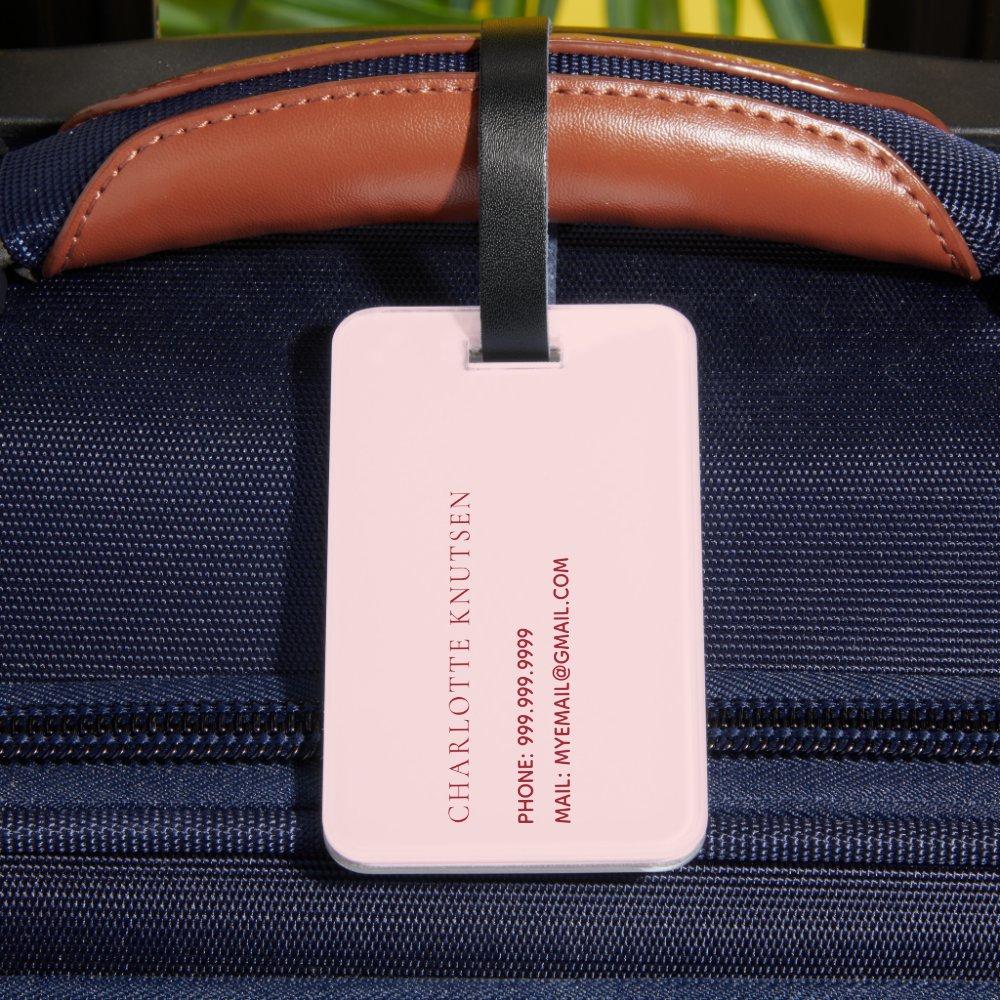 CHARLOTTE KNUTSEN
PHONE: 999.999.9999
MAIL: MYEMAIL@GMAIL.COM